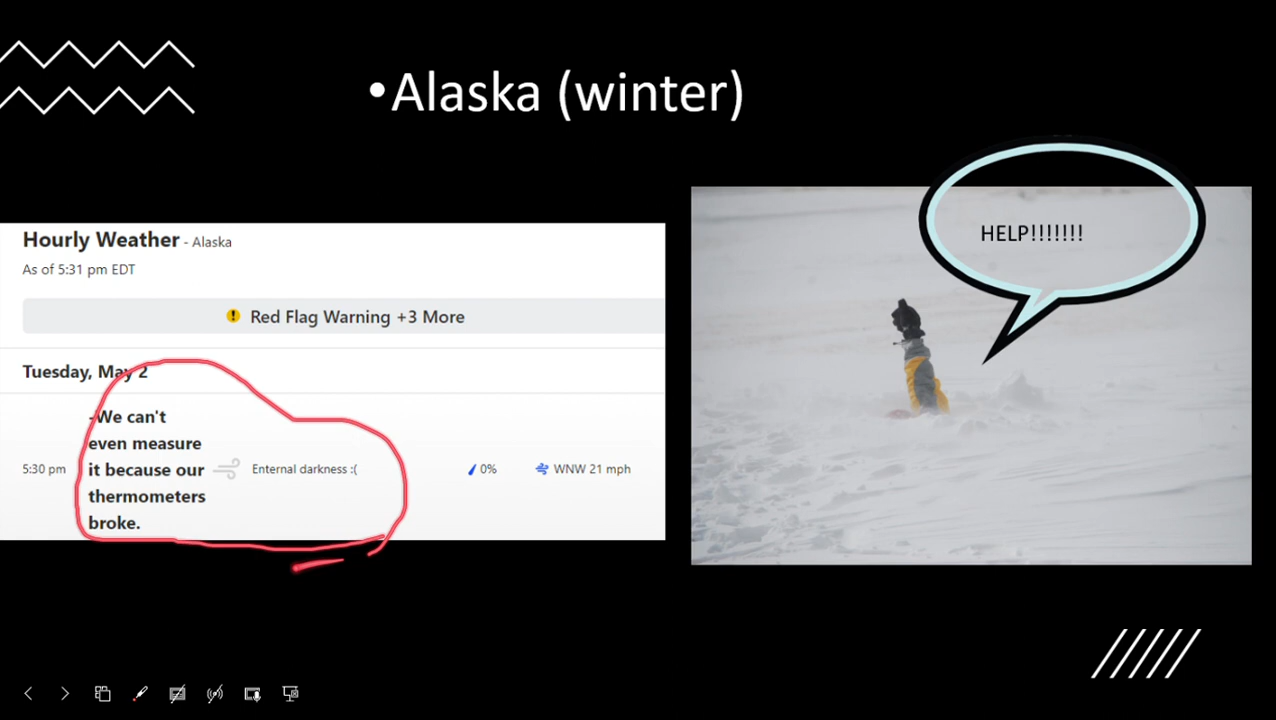 •Alaska (winter)
Hourly Weather - Alaska
As of 5:31 pm EDT
Red Flag Warning +3 More
Tuesday, May 2
-We can't
even measure
it because our
thermometers
broke.
5:30 pm
Enternal darkness :(
0%
WNW 21 mph
HELP!!!!!!!